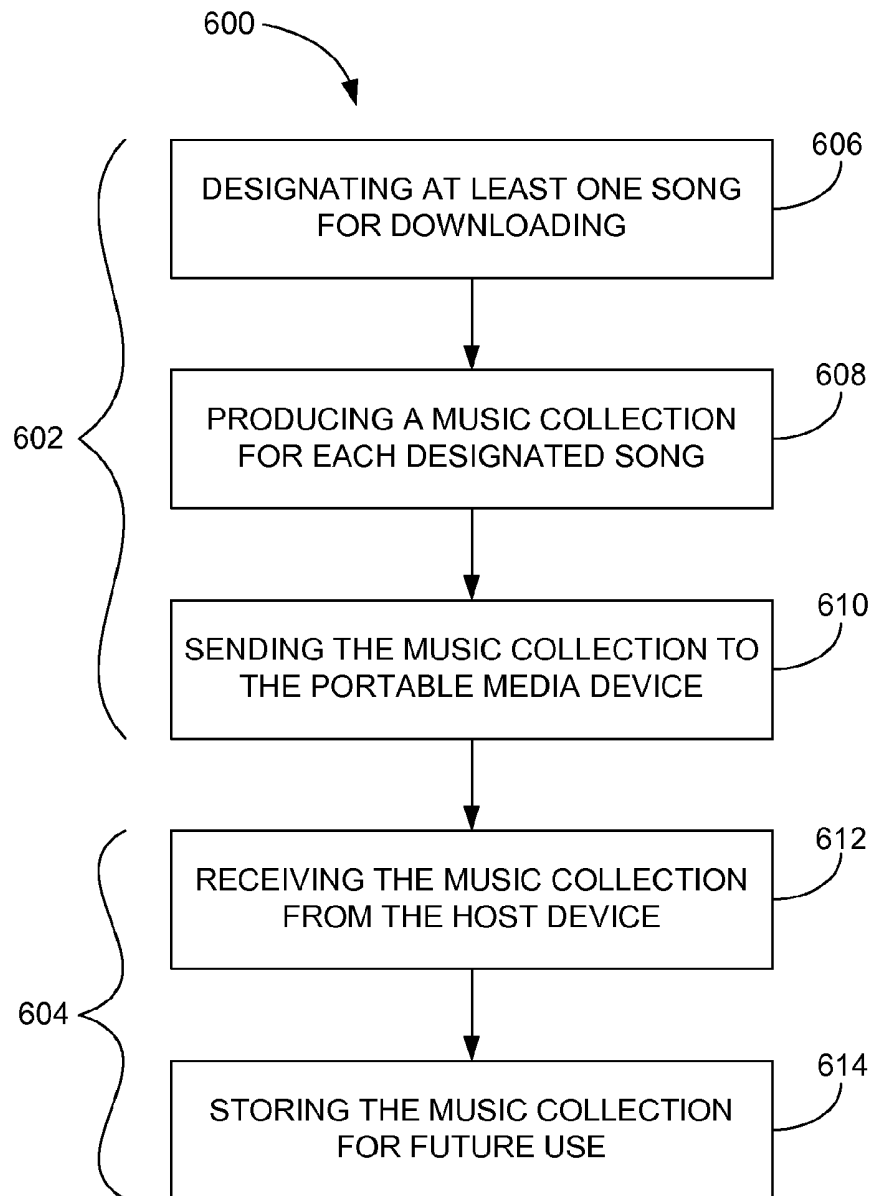 600
606
DESIGNATING AT LEAST ONE SONG
FOR DOWNLOADING
608
602
PRODUCING A MUSIC COLLECTION
FOR EACH DESIGNATED SONG
610
SENDING THE MUSIC COLLECTION TO
THE PORTABLE MEDIA DEVICE
612
RECEIVING THE MUSIC COLLECTION
FROM THE HOST DEVICE
604
614
STORING THE MUSIC COLLECTION
FOR FUTURE USE